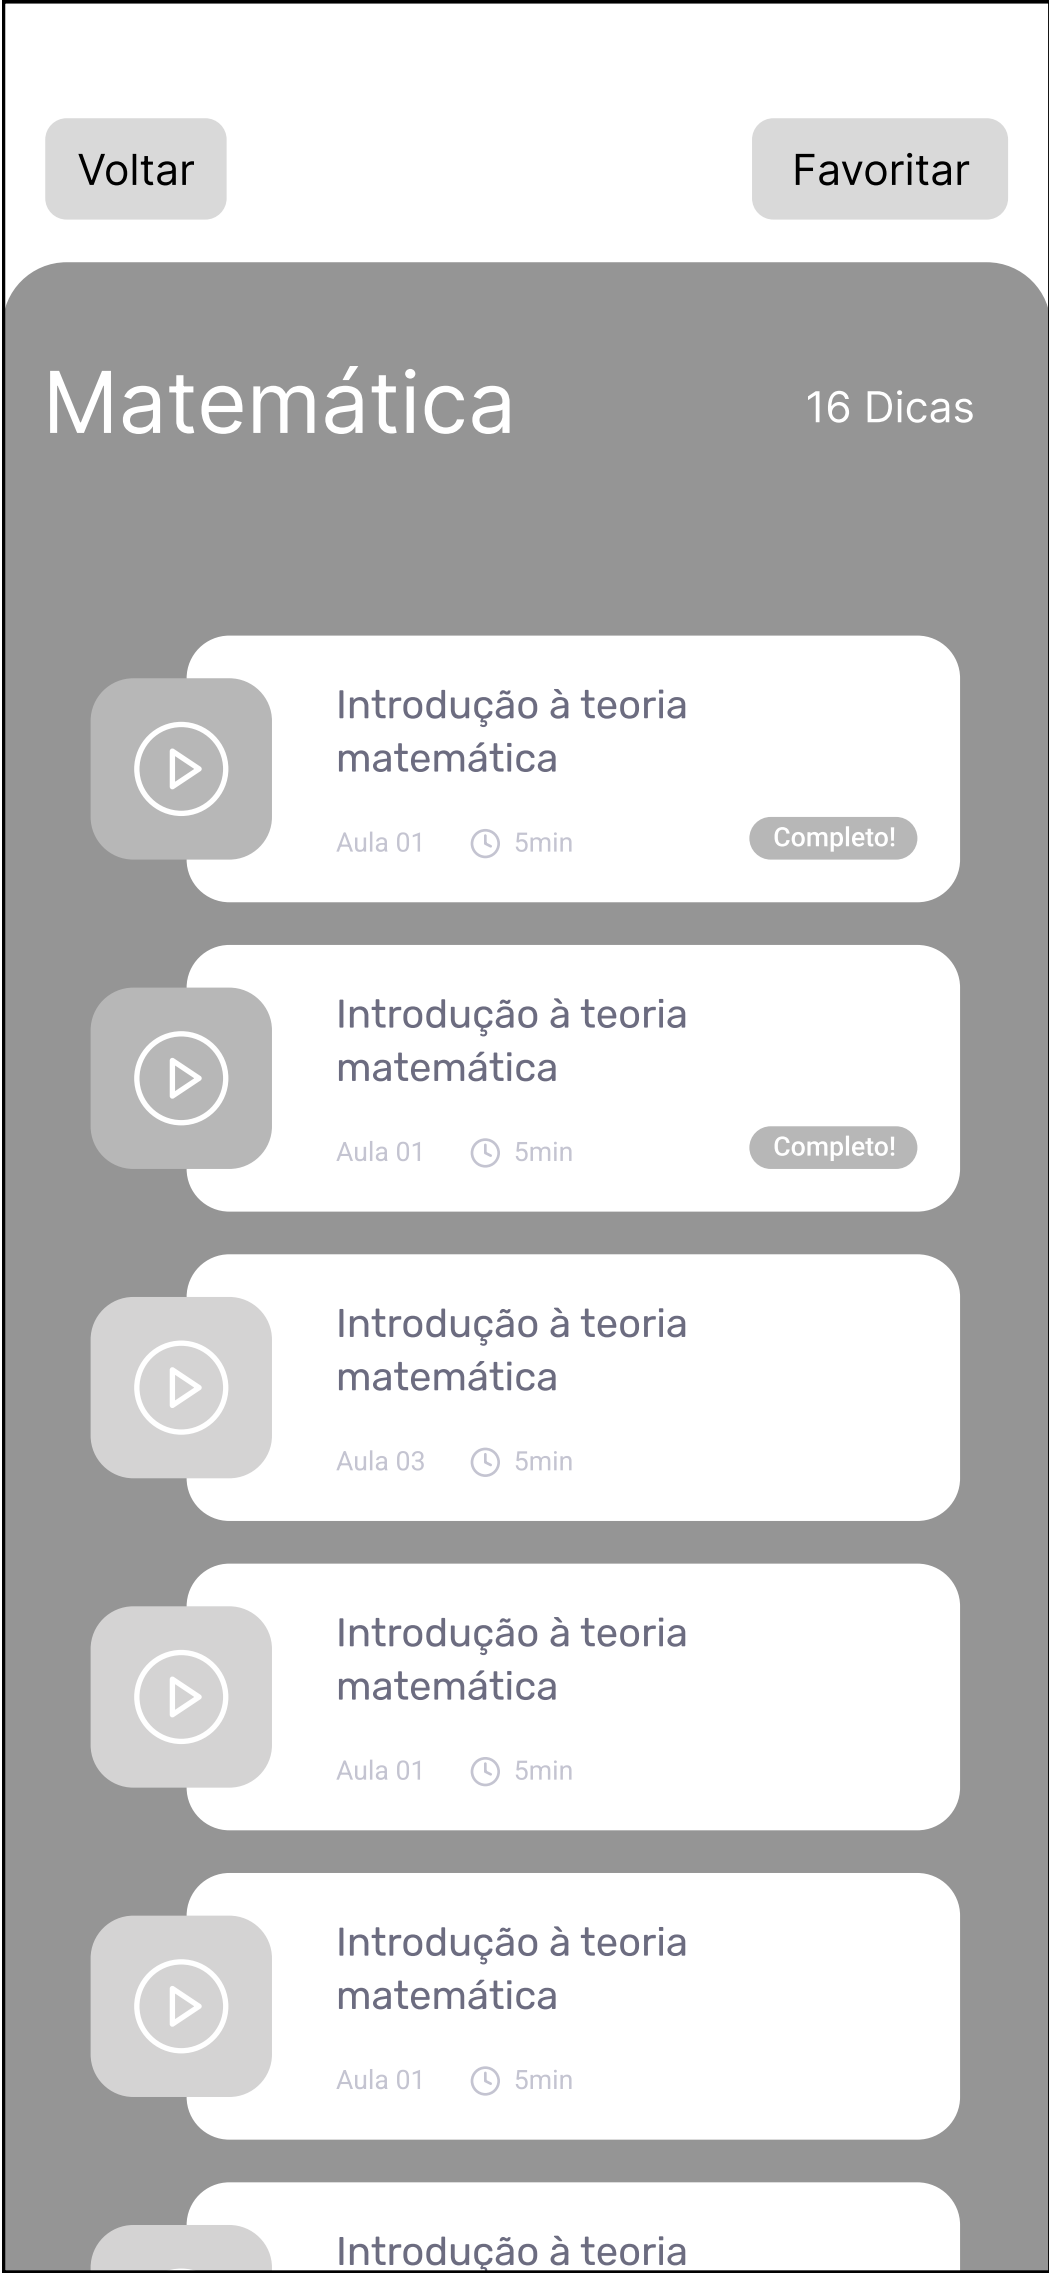 Voltar
Favoritar
Matemática
16 Dicas
Introdução à teoria
matemática
Aula 01
5min
Completo!
Introdução à teoria
matemática
Aula 01
5min
Completo!
Introdução à teoria
matemática
Aula 03
5min
Introdução à teoria
matemática
Aula 01
5min
Introdução à teoria
matemática
Aula 01
5min
Introdução à teoria